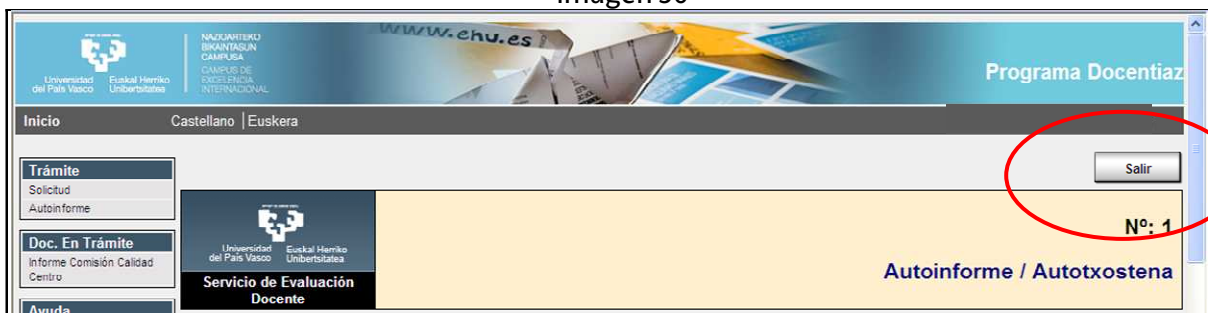 NAZIOARTEKO
BIKAINTASUN
CAMPUSA
CAMPUS DE
EXCELENCIA
INTERNACIONAL
Universidad
del País Vasco
Euskal Herriko
Unibertsitatea
www.ehu.es
Programa Docentiaz
Inicio
Castellano | Euskera
Salir
Trámite
Solicitud
Autoinforme
Doc. En Trámite
Informe Comisión Calidad
Centro
Ayuda
Universidad
del País Vasco
Euskal Herriko
Unibertsitatea
Servicio de Evaluación
Docente
Nº: 1
Autoinforme / Autotxostena